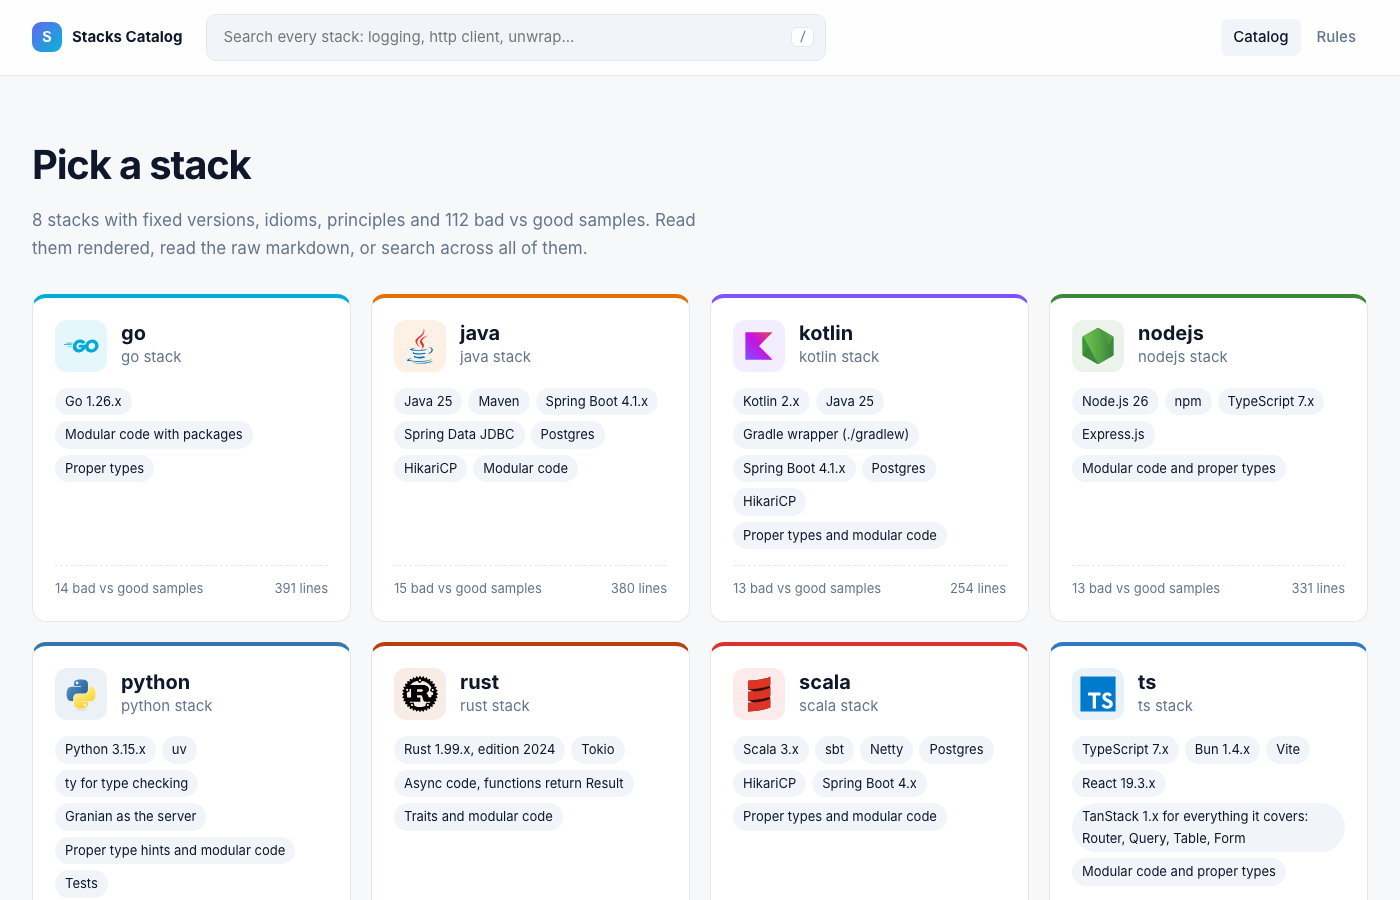 S Stacks Catalog
Search every stack: logging, http client, unwrap...
/
Catalog
Rules
Pick a stack
8 stacks with fixed versions, idioms, principles and 112 bad vs good samples. Read
them rendered, read the raw markdown, or search across all of them.
GO
go
go stack
Go 1.26.x
Modular code with packages
Proper types
14 bad vs good samples
391 lines
java
java stack
Java 25
Maven
Spring Boot 4.1.x
Spring Data JDBC
Postgres
HikariCP
Modular code
15 bad vs good samples
380 lines
kotlin
kotlin stack
Kotlin 2.x
Java 25
Gradle wrapper (./gradlew)
Spring Boot 4.1.x
Postgres
HikariCP
Proper types and modular code
13 bad vs good samples
254 lines
nodejs
nodejs stack
Node.js 26
npm
TypeScript 7.x
Express.js
Modular code and proper types
13 bad vs good samples
331 lines
python
python stack
Python 3.15.x
uv
ty for type checking
Granian as the server
Proper type hints and modular code
Tests
R
rust
rust stack
Rust 1.99.x, edition 2024
Tokio
Async code, functions return Result
Traits and modular code
scala
scala stack
Scala 3.x
sbt
Netty
Postgres
HikariCP
Spring Boot 4.x
Proper types and modular code
TS
ts
ts stack
TypeScript 7.x
Bun 1.4.x
Vite
React 19.3.x
TanStack 1.x for everything it covers:
Router, Query, Table, Form
Modular code and proper types